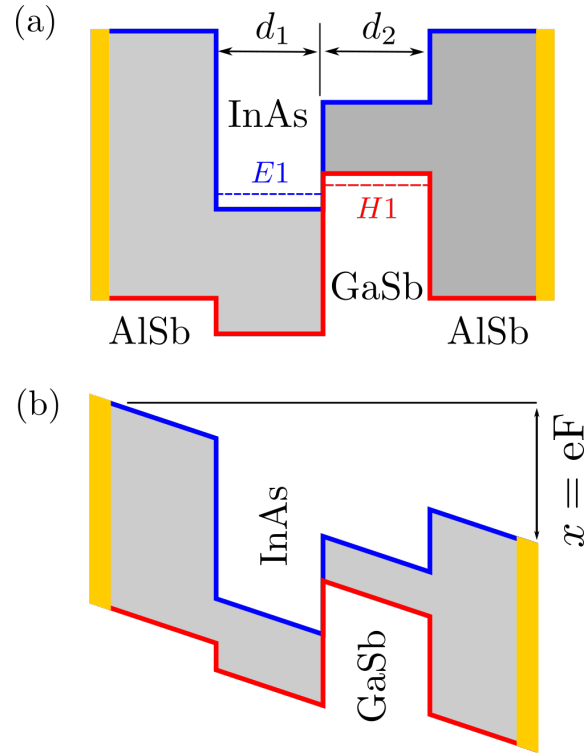 (a)
d₁ d₂
InAs
E1
H1
GaSb
AlSb AlSb
(b)
InAs
GaSb
x = eF